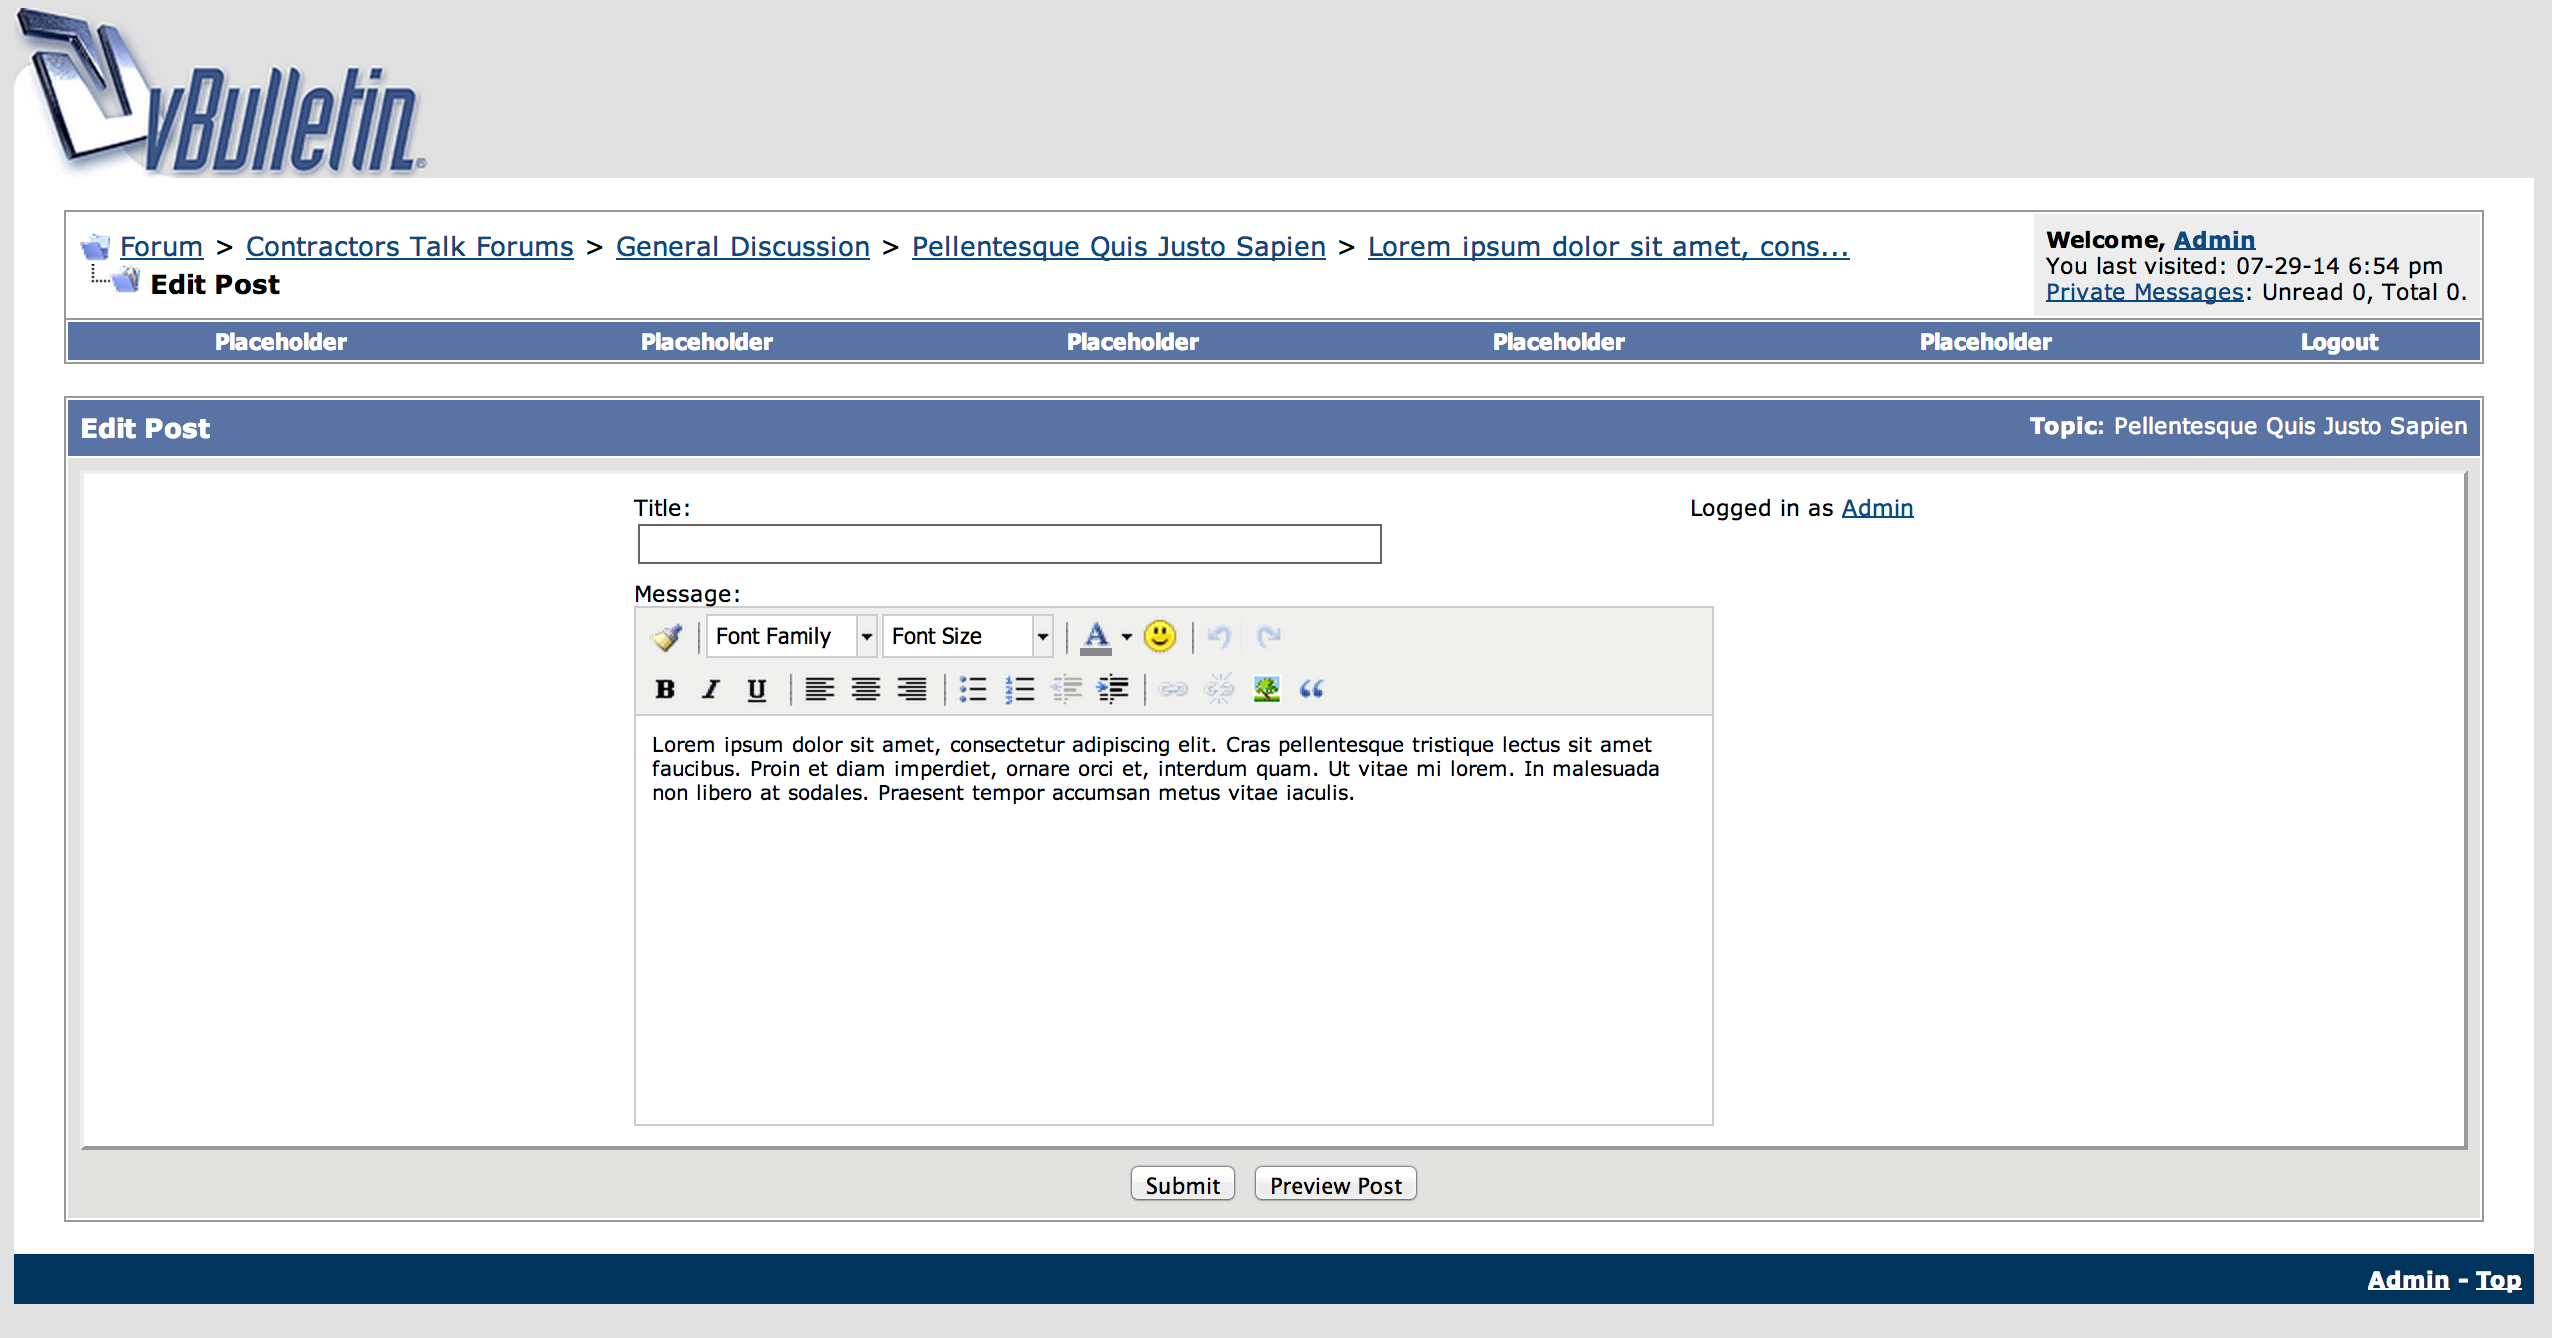 vBulletin®
Forum > Contractors Talk Forums > General Discussion > Pellentesque Quis Justo Sapien > Lorem ipsum dolor sit amet, cons...
Edit Post
Welcome, Admin
You last visited: 07-29-14 6:54 pm
Private Messages: Unread 0, Total 0.
Placeholder Placeholder Placeholder Placeholder Placeholder Logout
Edit Post Topic: Pellentesque Quis Justo Sapien
Title: Logged in as Admin
Message:
Font Family Font Size A
B I U
Lorem ipsum dolor sit amet, consectetur adipiscing elit. Cras pellentesque tristique lectus sit amet
faucibus. Proin et diam imperdiet, ornare orci et, interdum quam. Ut vitae mi lorem. In malesuada
non libero at sodales. Praesent tempor accumsan metus vitae iaculis.
Submit Preview Post
Admin - Top